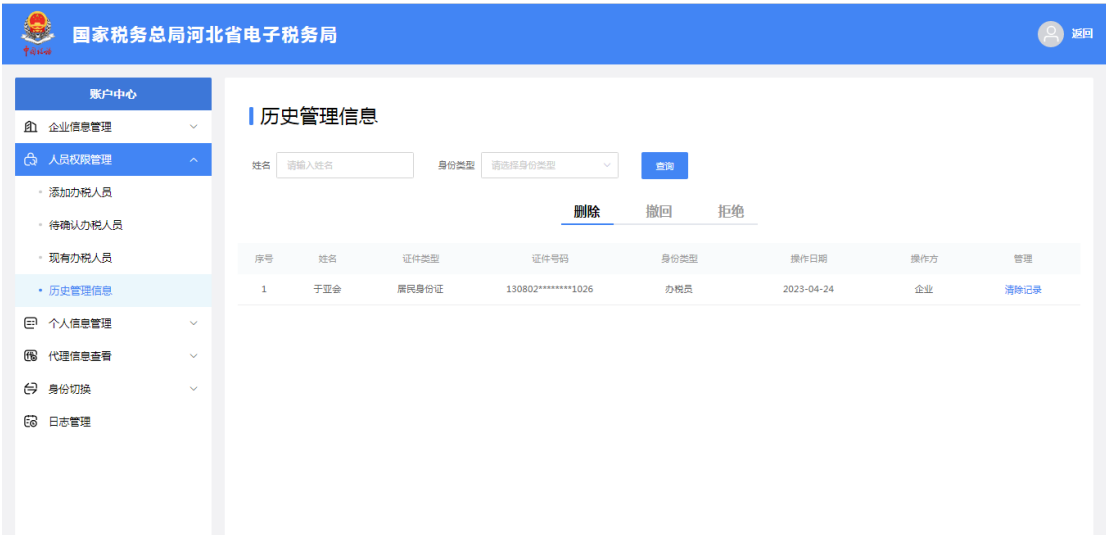 国家税务总局河北省电子税务局
返回
账户中心
企业信息管理
人员权限管理
添加办税人员
待确认办税人员
现有办税人员
历史管理信息
个人信息管理
代理信息查看
身份切换
日志管理
历史管理信息
姓名 请输入姓名 身份类型 请选择身份类型 查询
删除 撤回 拒绝
序号 姓名 证件类型 证件号码 身份类型 操作日期 操作方 管理
1 于亚会 居民身份证 130802********1026 办税员 2023-04-24 企业 清除记录